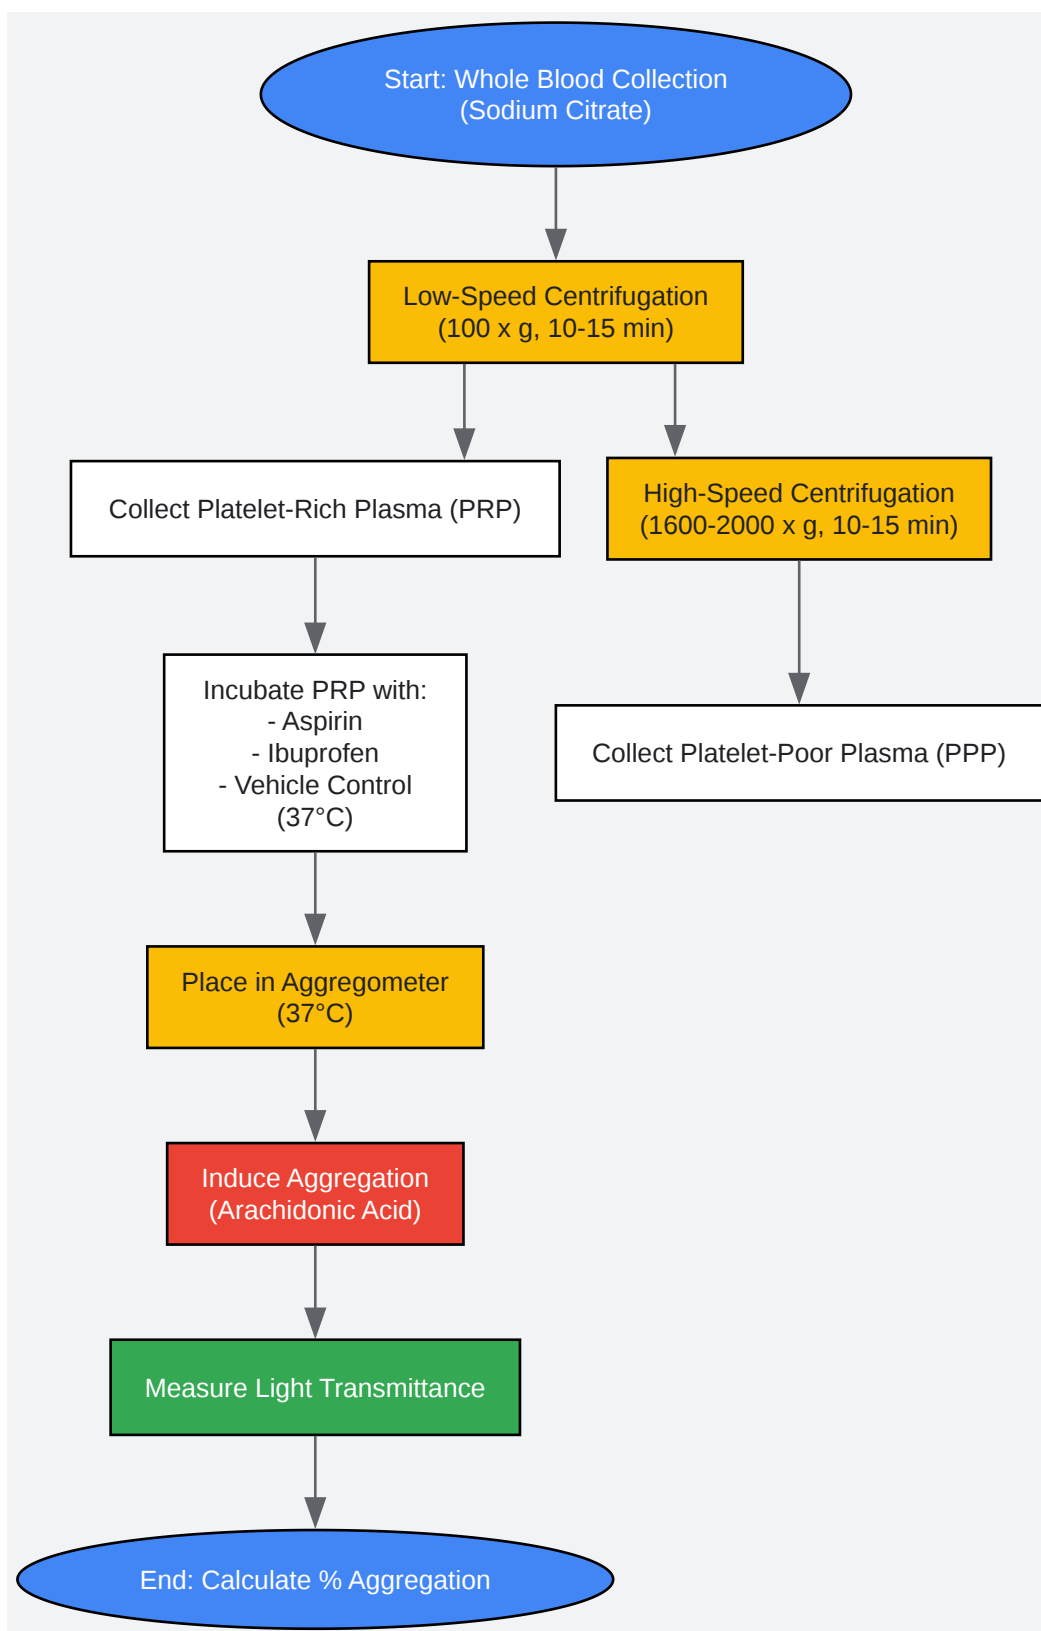 Start: Whole Blood Collection
(Sodium Citrate)
Low-Speed Centrifugation
(100 x g, 10-15 min)
Collect Platelet-Rich Plasma (PRP)
High-Speed Centrifugation
(1600-2000 x g, 10-15 min)
Incubate PRP with:
- Aspirin
- Ibuprofen
- Vehicle Control
(37°C)
Collect Platelet-Poor Plasma (PPP)
Place in Aggregometer
(37°C)
Induce Aggregation
(Arachidonic Acid)
Measure Light Transmittance
End: Calculate % Aggregation